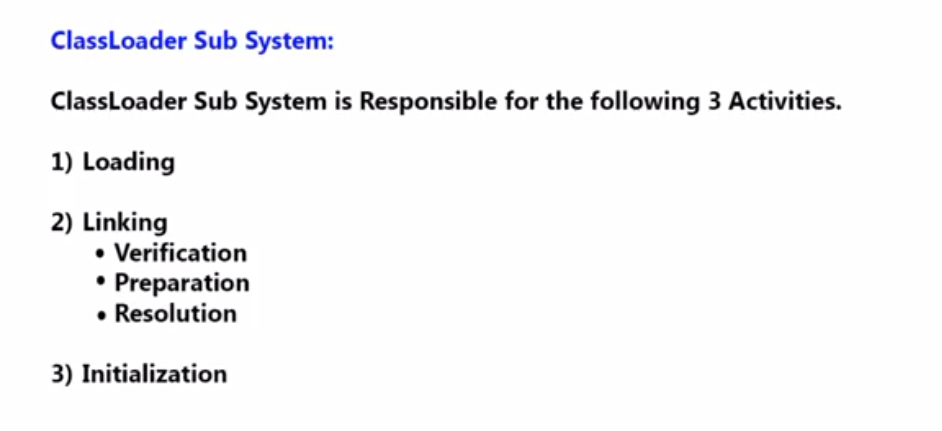 ClassLoader Sub System:
ClassLoader Sub System is Responsible for the following 3 Activities.
1) Loading
2) Linking
• Verification
• Preparation
• Resolution
3) Initialization